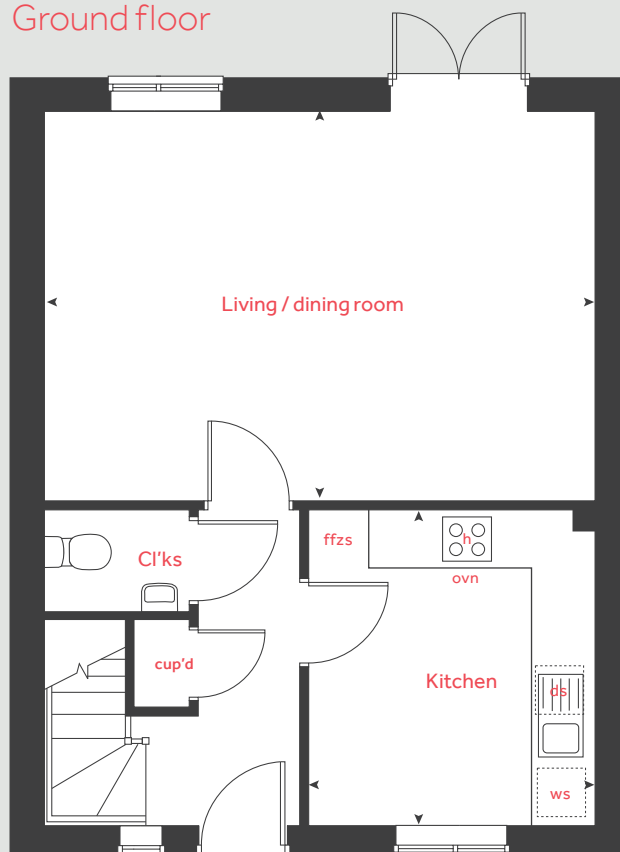 Ground floor
Living / dining room
ffzs
h
ovn
Cl'ks
cup'd
Kitchen
ds
ws